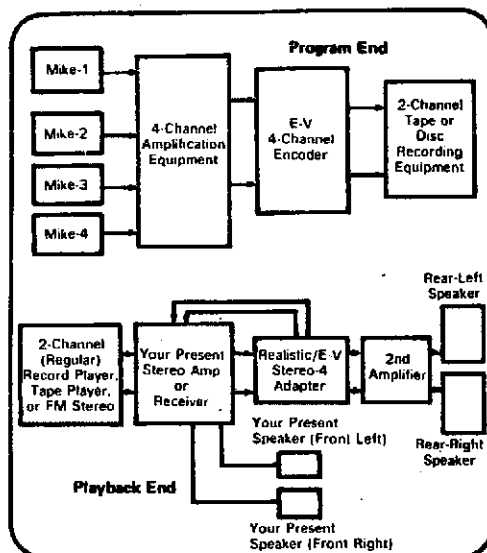 Program End
Mike-1
Mike-2
Mike-3
Mike-4
4-Channel
Amplification
Equipment
E-V
4-Channel
Encoder
2-Channel
Tape or
Disc
Recording
Equipment
2-Channel
(Regular)
Record Player,
Tape Player,
or FM Stereo
Your Present
Stereo Amp
or
Receiver
Realistic/E-V
Stereo-4
Adapter
2nd
Amplifier
Rear-Left
Speaker
Rear-Right
Speaker
Your Present
Speaker (Front Left)
Playback End
Your Present
Speaker (Front Right)